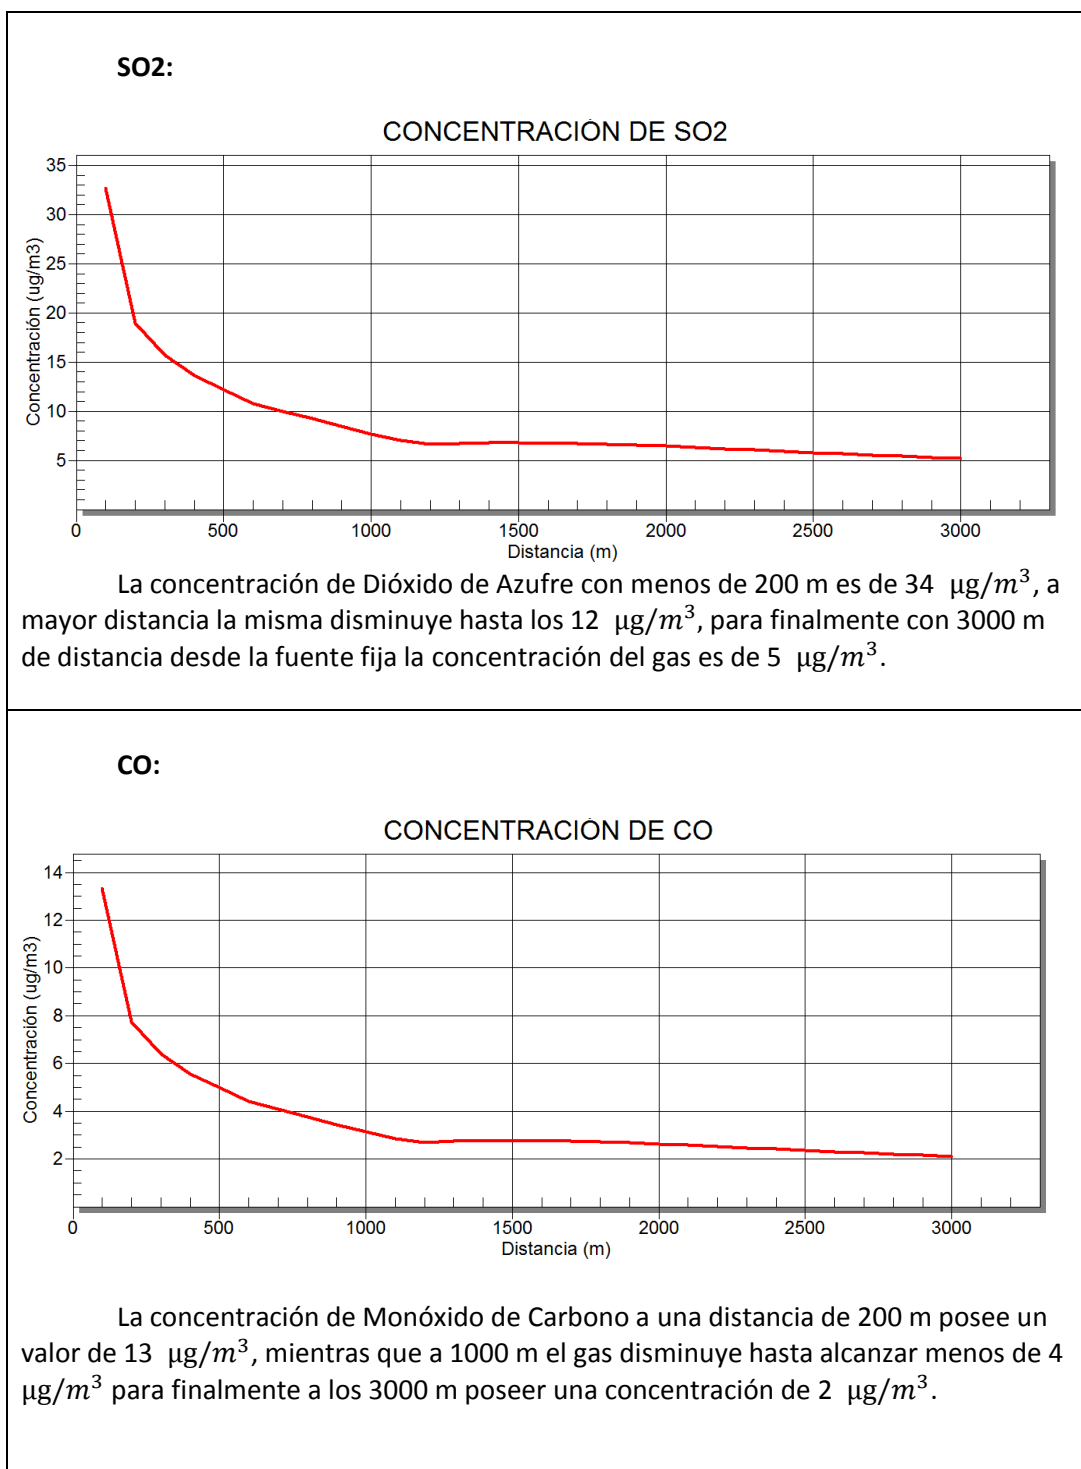 SO2:
CONCENTRACIÓN DE SO2
35
30
25
20
15
10
5
Concentración (ug/m3)
0 500 1000 1500 2000 2500 3000
Distancia (m)
La concentración de Dióxido de Azufre con menos de 200 m es de 34 μg/m³, a
mayor distancia la misma disminuye hasta los 12 μg/m³, para finalmente con 3000 m
de distancia desde la fuente fija la concentración del gas es de 5 μg/m³.
CO:
CONCENTRACIÓN DE CO
14
12
10
8
6
4
2
Concentración (ug/m3)
0 500 1000 1500 2000 2500 3000
Distancia (m)
La concentración de Monóxido de Carbono a una distancia de 200 m posee un
valor de 13 μg/m³, mientras que a 1000 m el gas disminuye hasta alcanzar menos de 4
μg/m³ para finalmente a los 3000 m poseer una concentración de 2 μg/m³.